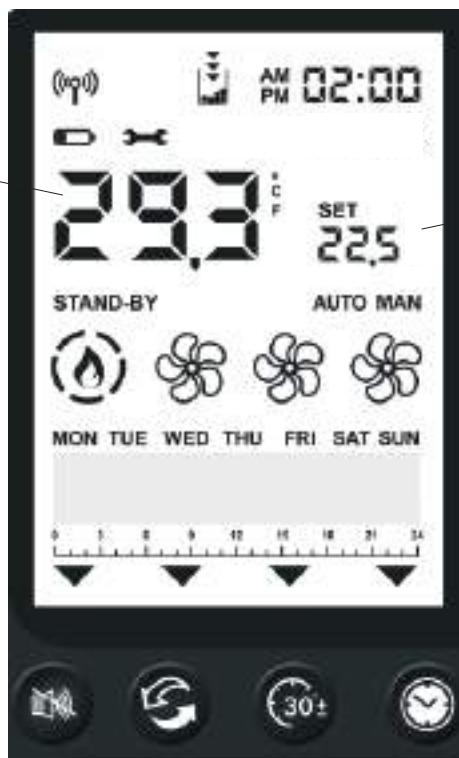 AM
PM 02:00
29.3 °
C
F
SET
22.5
STAND-BY AUTO MAN
MON TUE WED THU FRI SAT SUN
0 3 6 9 12 15 18 21 24
30±